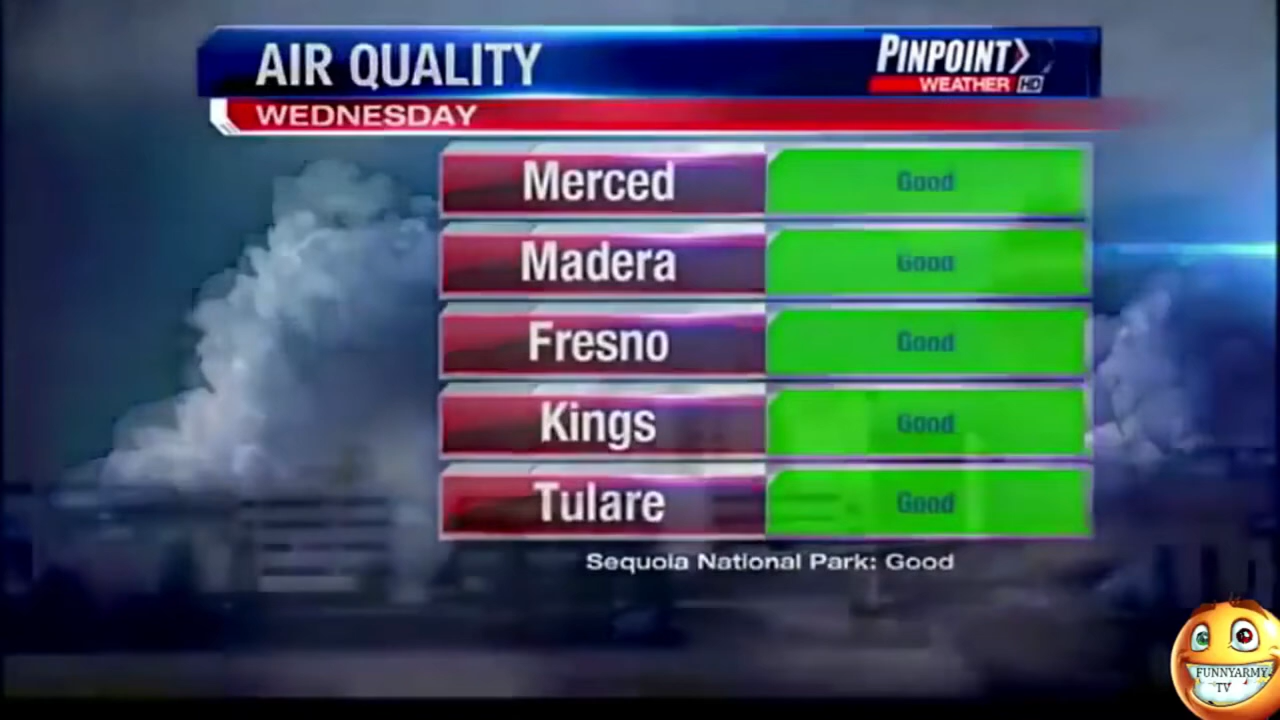 AIR QUALITY
PINPOINT
WEATHER HD
WEDNESDAY
Merced Good
Madera Good
Fresno Good
Kings Good
Tulare Good
Sequoia National Park: Good
FUNNYARMY
TV